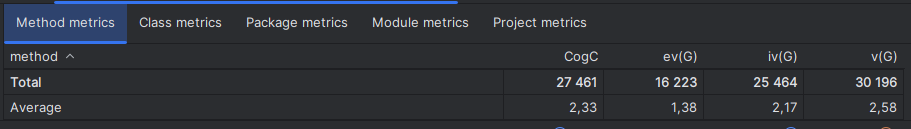 Method metrics Class metrics Package metrics Module metrics Project metrics
method CogC ev(G) iv(G) v(G)
Total 27 461 16 223 25 464 30 196
Average 2,33 1,38 2,17 2,58